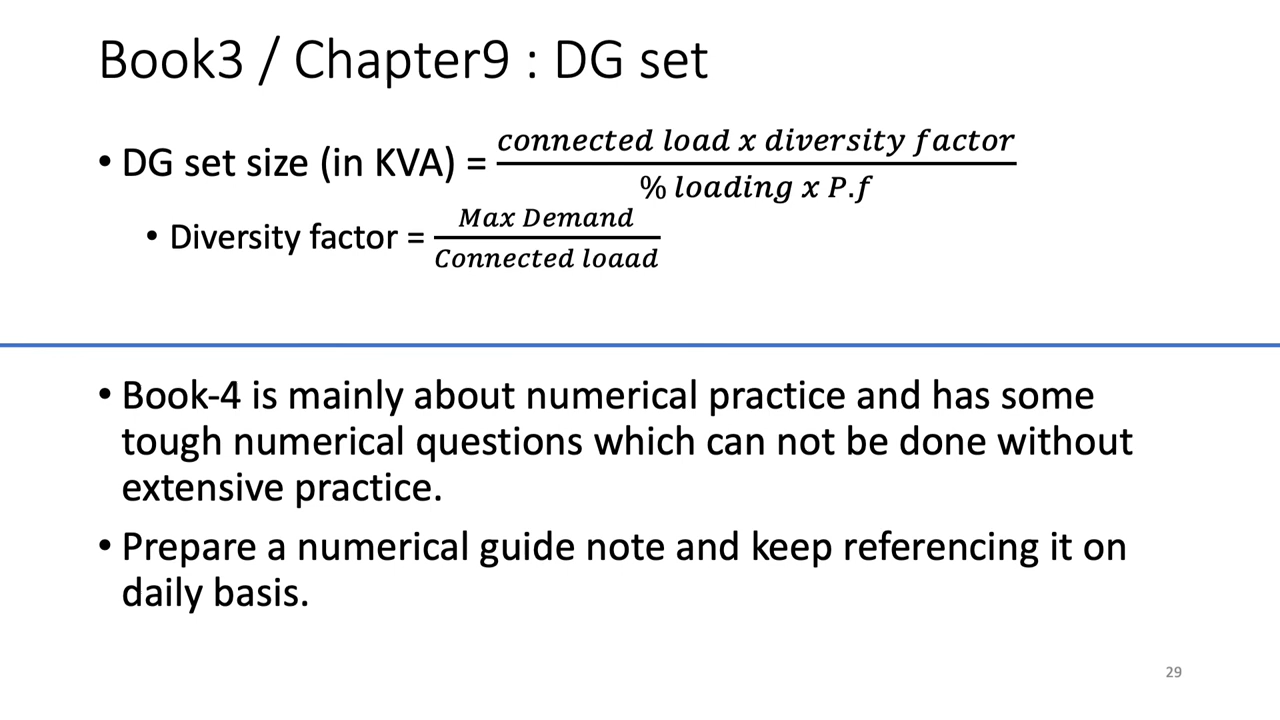 Book3 / Chapter9 : DG set
• DG set size (in KVA) = connected load x diversity factor / % loading x P.f
• Diversity factor = Max Demand / Connected loaad
• Book-4 is mainly about numerical practice and has some
tough numerical questions which can not be done without
extensive practice.
• Prepare a numerical guide note and keep referencing it on
daily basis.
29